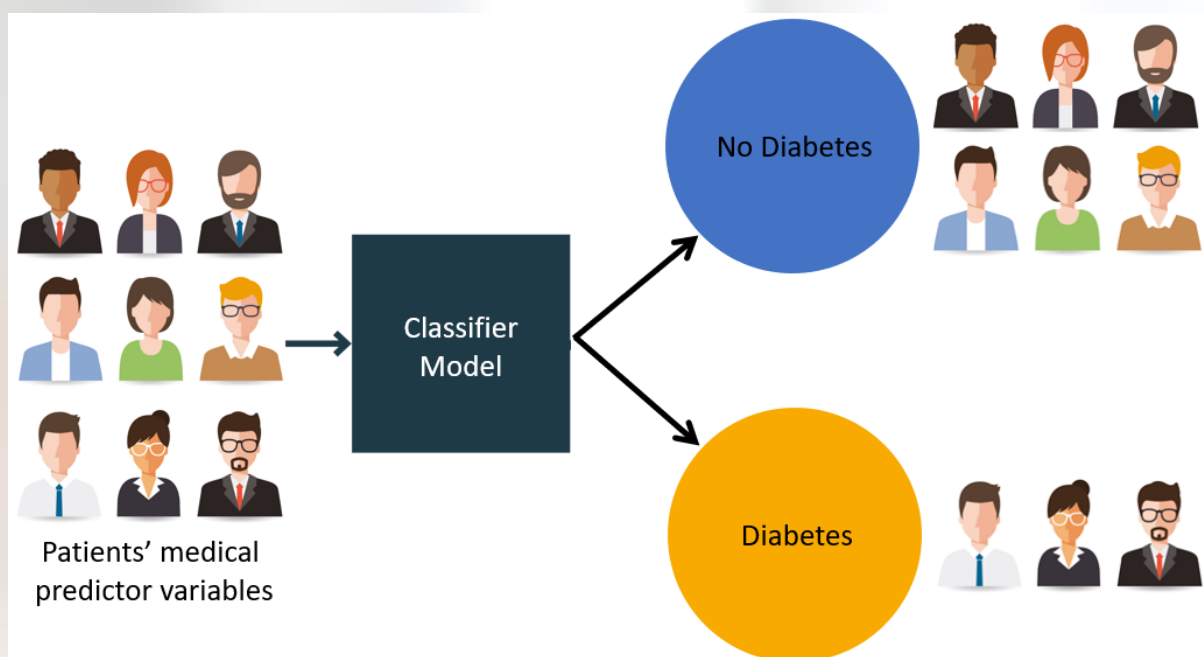 Patients’ medical
predictor variables
Classifier
Model
No Diabetes
Diabetes